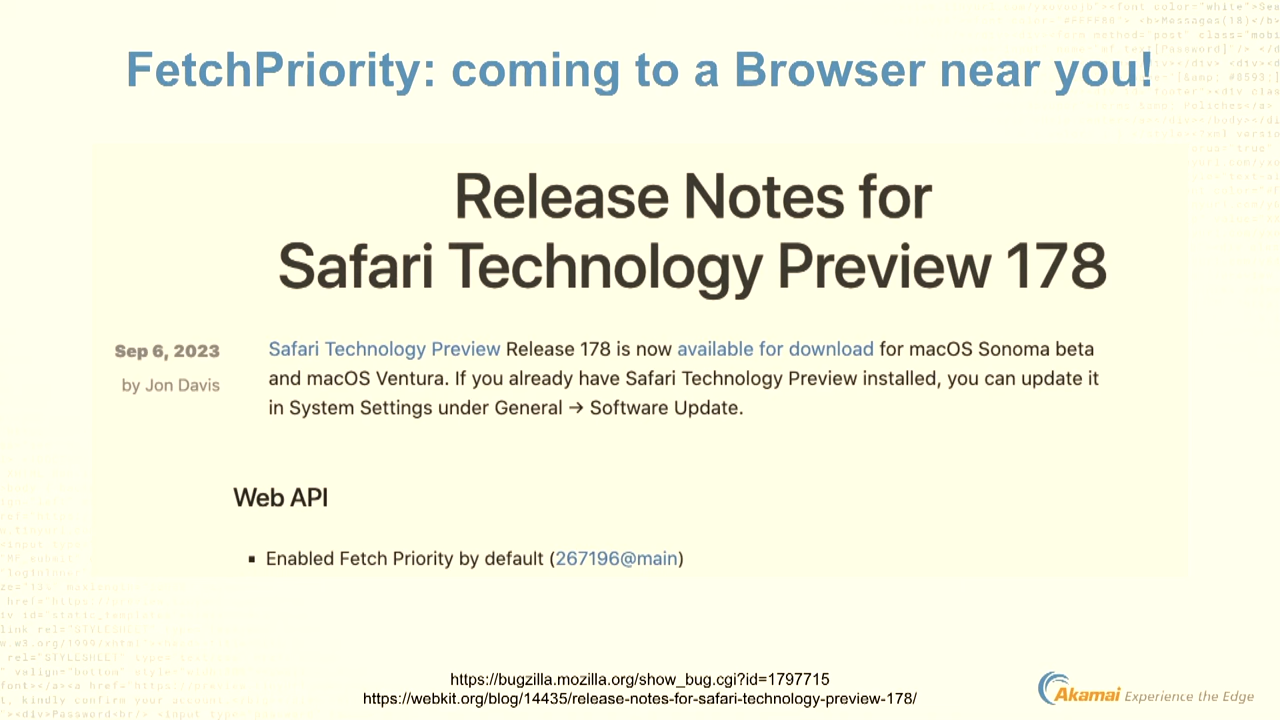 FetchPriority: coming to a Browser near you!
Release Notes for
Safari Technology Preview 178
Sep 6, 2023
by Jon Davis
Safari Technology Preview Release 178 is now available for download for macOS Sonoma beta
and macOS Ventura. If you already have Safari Technology Preview installed, you can update it
in System Settings under General → Software Update.
Web API
▪ Enabled Fetch Priority by default (267196@main)
https://bugzilla.mozilla.org/show_bug.cgi?id=1797715
https://webkit.org/blog/14435/release-notes-for-safari-technology-preview-178/
Akamai Experience the Edge